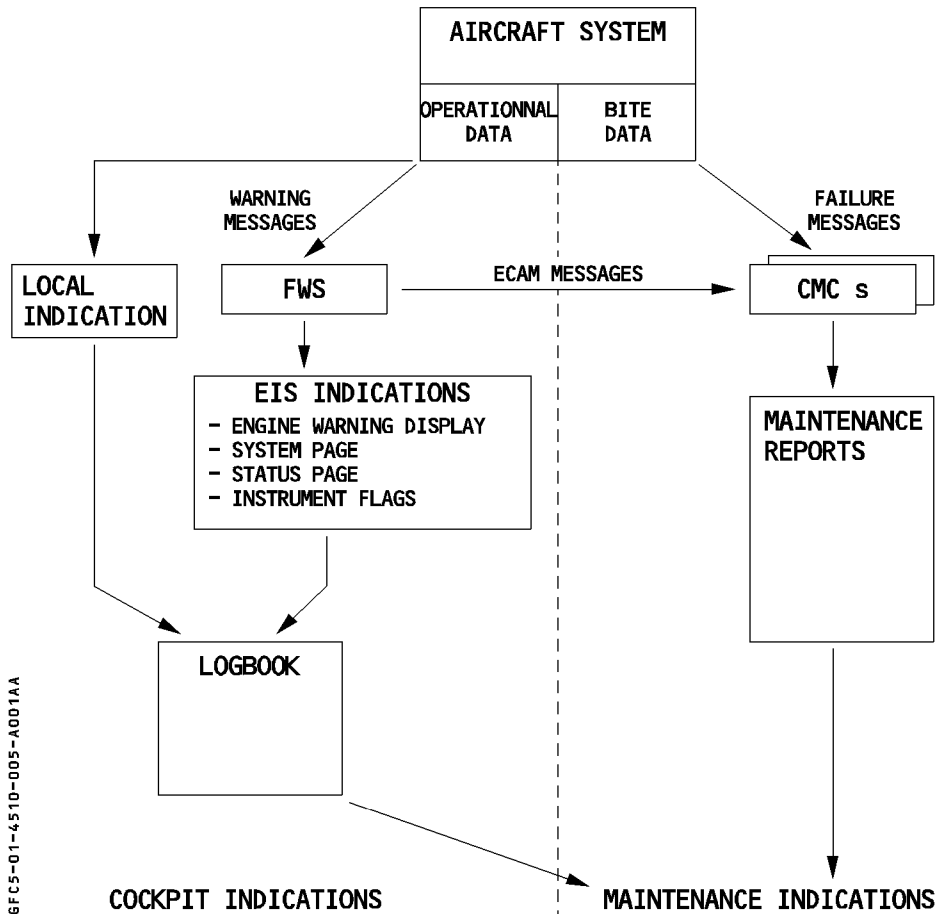 AIRCRAFT SYSTEM
OPERATIONNAL
DATA
BITE
DATA
WARNING
MESSAGES
FAILURE
MESSAGES
LOCAL
INDICATION
FWS
ECAM MESSAGES
CMC s
EIS INDICATIONS
- ENGINE WARNING DISPLAY
- SYSTEM PAGE
- STATUS PAGE
- INSTRUMENT FLAGS
MAINTENANCE
REPORTS
LOGBOOK
GFC5-01-4510-005-A001AA
COCKPIT INDICATIONS
MAINTENANCE INDICATIONS